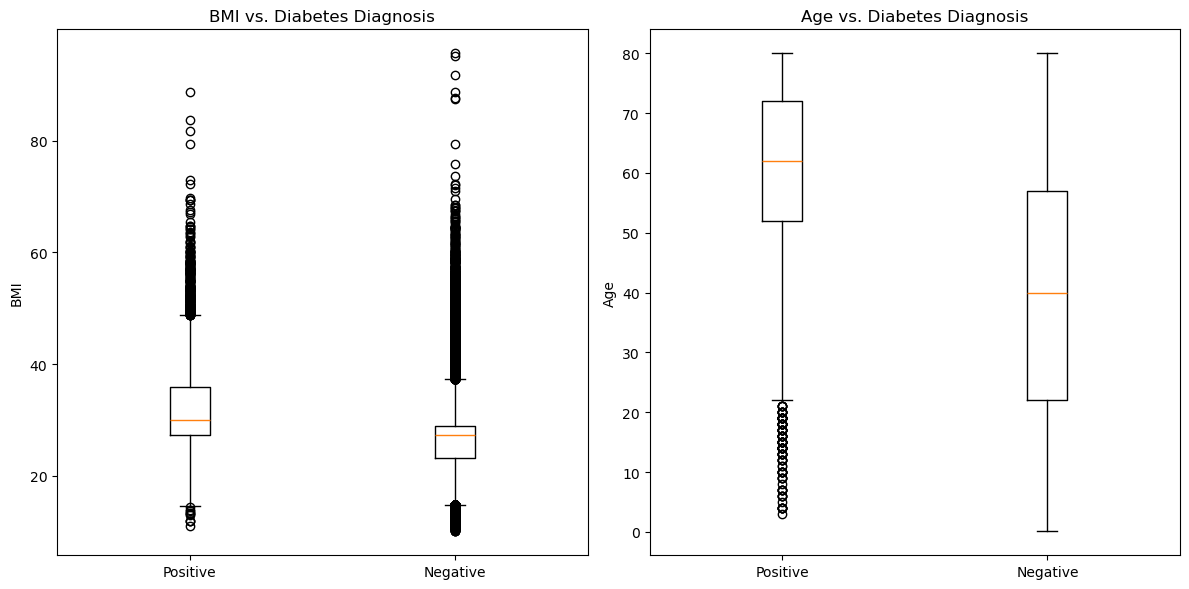 BMI vs. Diabetes Diagnosis
BMI
80
60
40
20
Positive
Negative
Age vs. Diabetes Diagnosis
Age
80
70
60
50
40
30
20
10
0
Positive
Negative